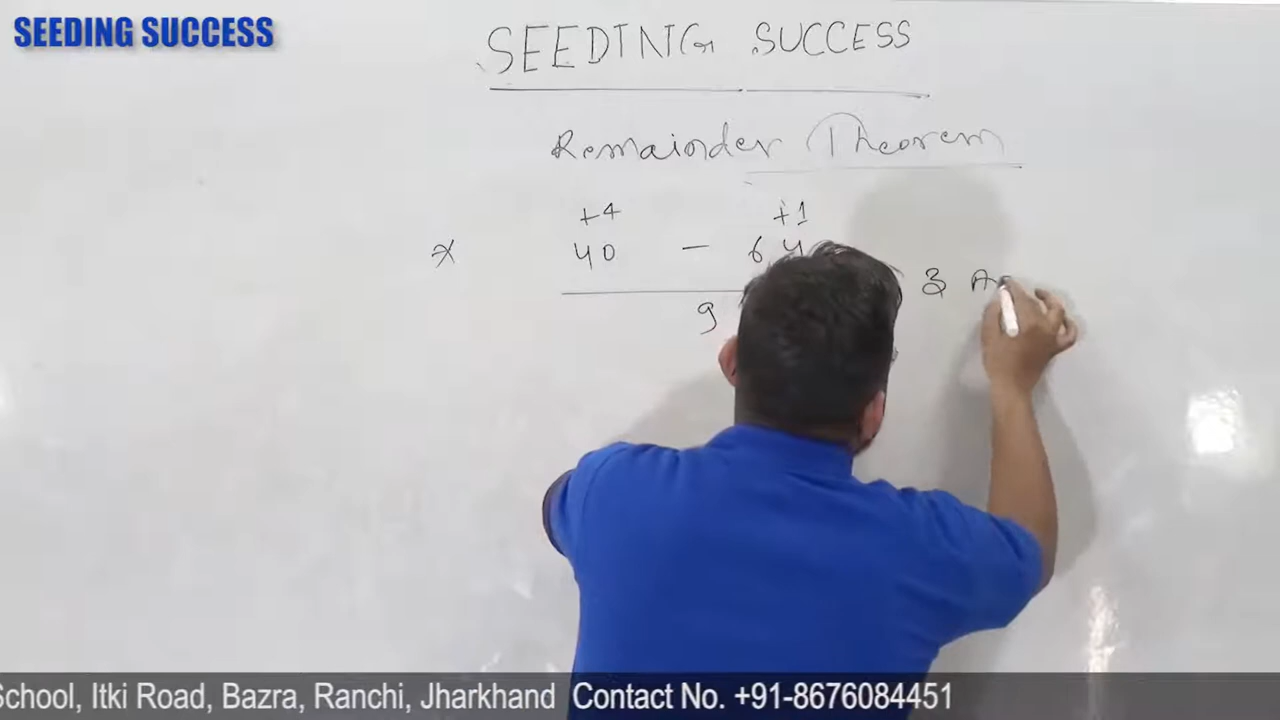 SEEDING SUCCESS
SEEDING SUCCESS
Remainder Theorem
+4 +1
* 40 - 64
9
3 A
School, Itki Road, Bazra, Ranchi, Jharkhand Contact No. +91-8676084451